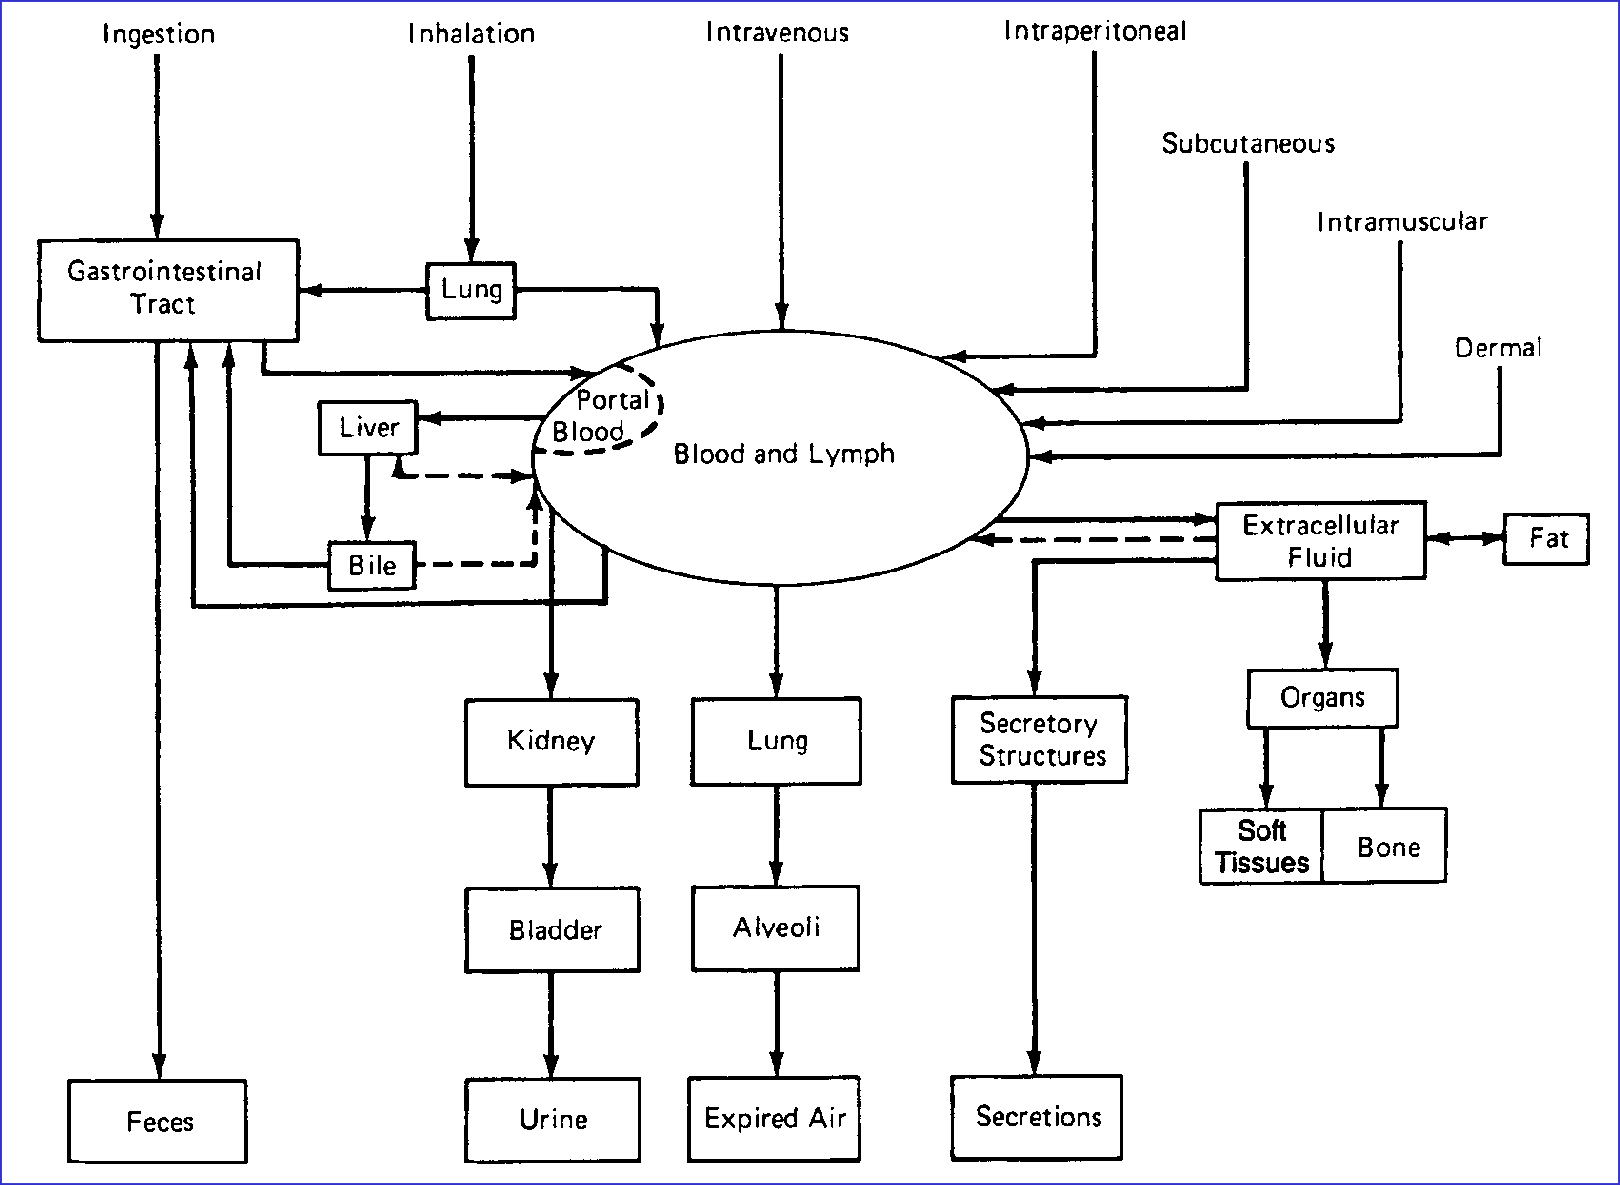 Ingestion
Inhalation
Intravenous
Intraperitoneal
Subcutaneous
Intramuscular
Dermal
Gastrointestinal
Tract
Lung
Portal
Blood
Liver
Blood and Lymph
Bile
Extracellular
Fluid
Fat
Kidney
Lung
Secretory
Structures
Organs
Soft
Tissues
Bone
Bladder
Alveoli
Feces
Urine
Expired Air
Secretions